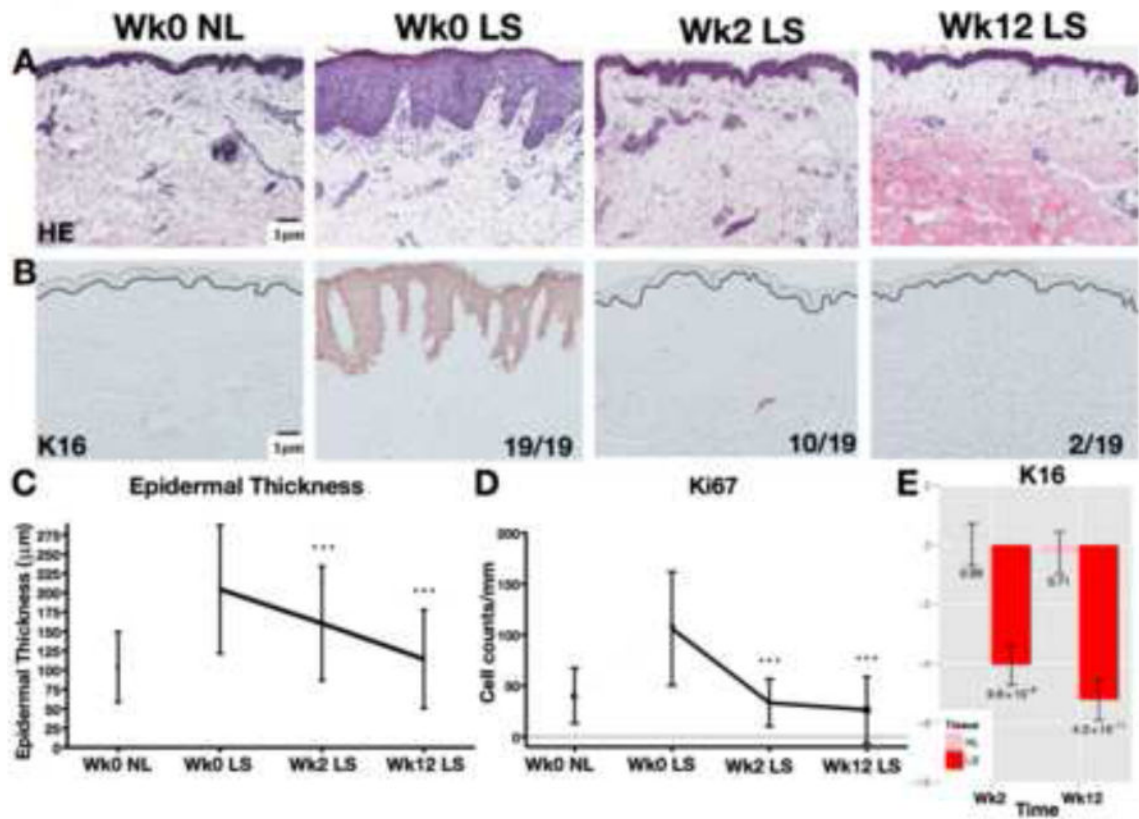 Wk0 NL Wk0 LS Wk2 LS Wk12 LS
A
HE
B
K16
19/19
10/19
2/19
C Epidermal Thickness
Epidermal Thickness (μm)
275
250
225
200
175
150
125
100
75
50
25
0
***
***
Wk0 NL Wk0 LS Wk2 LS Wk12 LS
D Ki67
Cell counts/mm
200
150
100
50
0
***
***
Wk0 NL Wk0 LS Wk2 LS Wk12 LS
E K16
0.71
Tissue
NL
LS
Wk2 Wk12
Time